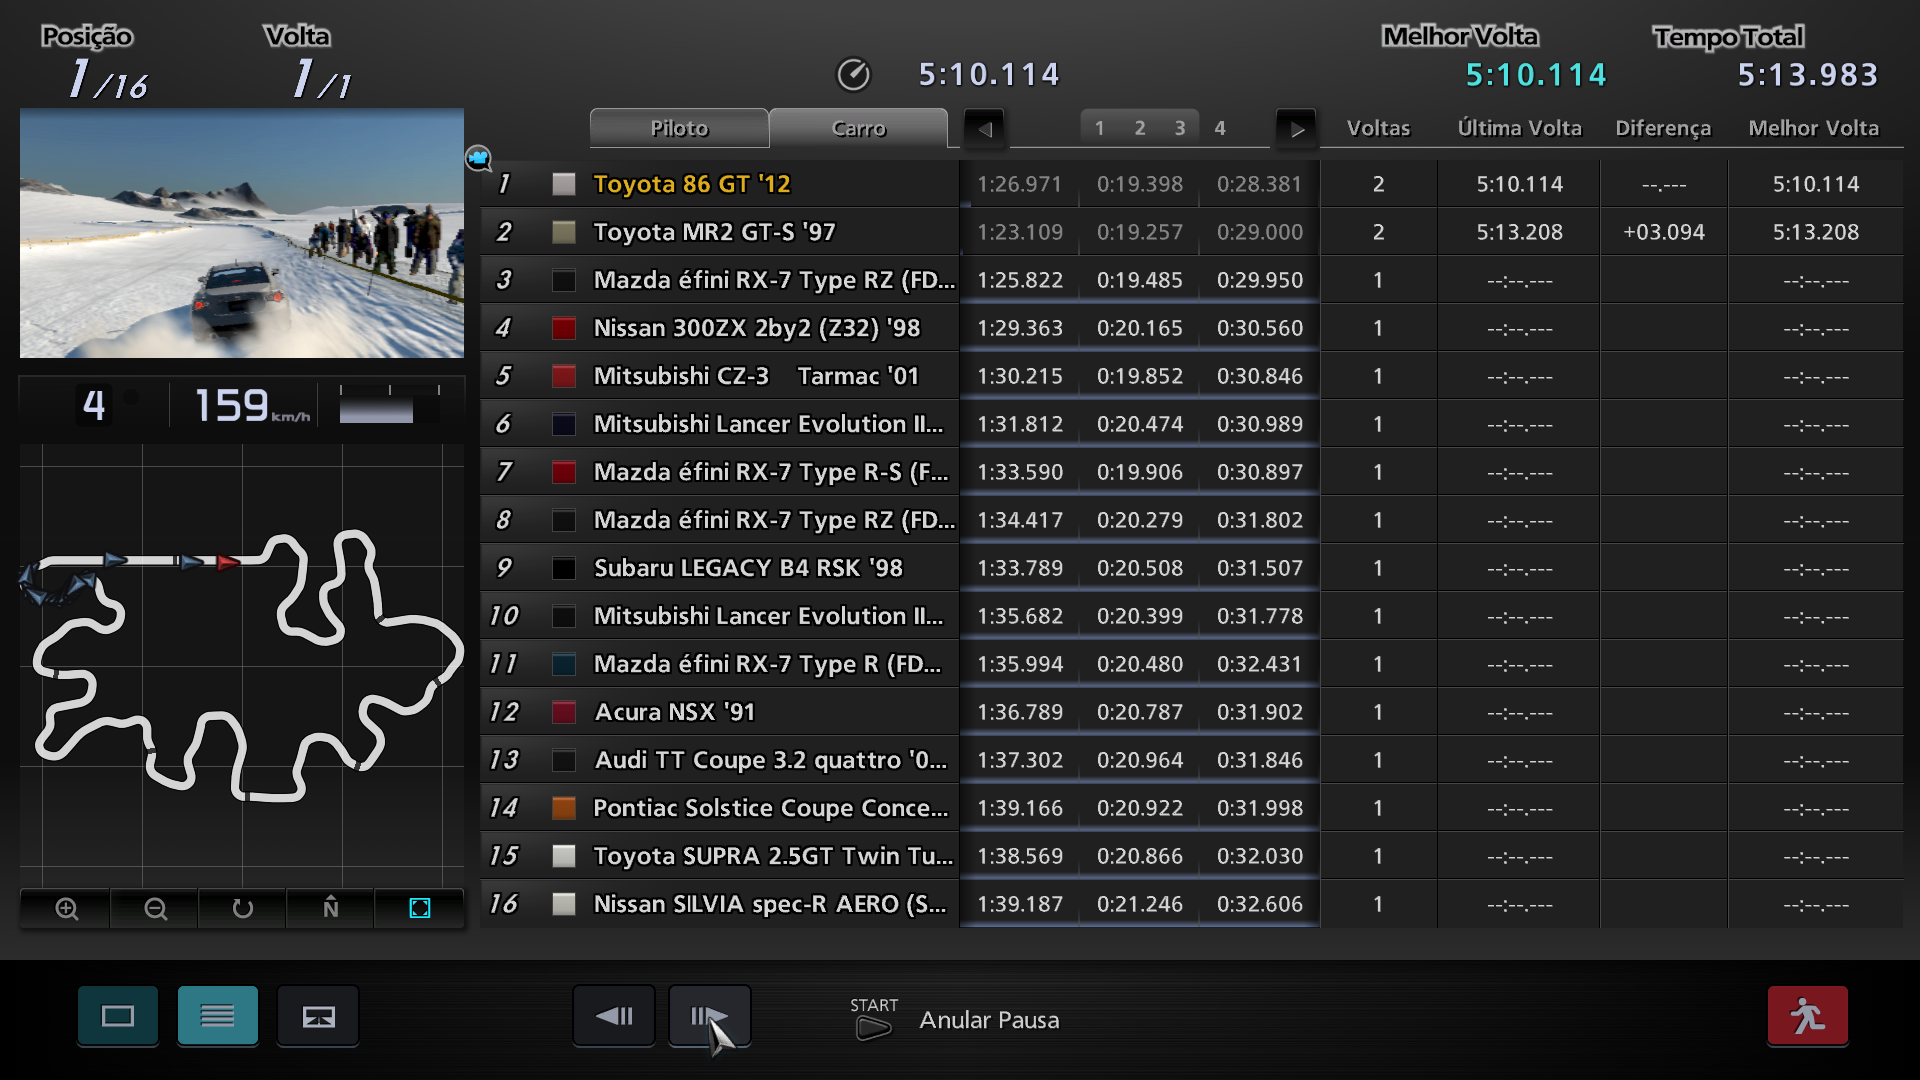 Posição Volta Melhor Volta Tempo Total
1/16 1/1 5:10.114 5:10.114 5:13.983
Piloto Carro 1 2 3 4 Voltas Última Volta Diferença Melhor Volta
1 Toyota 86 GT '12 1:26.971 0:19.398 0:28.381 2 5:10.114 --.--- 5:10.114
2 Toyota MR2 GT-S '97 1:23.109 0:19.257 0:29.000 2 5:13.208 +03.094 5:13.208
3 Mazda éfini RX-7 Type RZ (FD... 1:25.822 0:19.485 0:29.950 1 --:--.--- --:--.---
4 Nissan 300ZX 2by2 (Z32) '98 1:29.363 0:20.165 0:30.560 1 --:--.--- --:--.---
5 Mitsubishi CZ-3 Tarmac '01 1:30.215 0:19.852 0:30.846 1 --:--.--- --:--.---
4 159 km/h
6 Mitsubishi Lancer Evolution II... 1:31.812 0:20.474 0:30.989 1 --:--.--- --:--.---
7 Mazda éfini RX-7 Type R-S (F... 1:33.590 0:19.906 0:30.897 1 --:--.--- --:--.---
8 Mazda éfini RX-7 Type RZ (FD... 1:34.417 0:20.279 0:31.802 1 --:--.--- --:--.---
9 Subaru LEGACY B4 RSK '98 1:33.789 0:20.508 0:31.507 1 --:--.--- --:--.---
10 Mitsubishi Lancer Evolution II... 1:35.682 0:20.399 0:31.778 1 --:--.--- --:--.---
11 Mazda éfini RX-7 Type R (FD... 1:35.994 0:20.480 0:32.431 1 --:--.--- --:--.---
12 Acura NSX '91 1:36.789 0:20.787 0:31.902 1 --:--.--- --:--.---
13 Audi TT Coupe 3.2 quattro '0... 1:37.302 0:20.964 0:31.846 1 --:--.--- --:--.---
14 Pontiac Solstice Coupe Conce... 1:39.166 0:20.922 0:31.998 1 --:--.--- --:--.---
15 Toyota SUPRA 2.5GT Twin Tu... 1:38.569 0:20.866 0:32.030 1 --:--.--- --:--.---
16 Nissan SILVIA spec-R AERO (S... 1:39.187 0:21.246 0:32.606 1 --:--.--- --:--.---
N
START
Anular Pausa